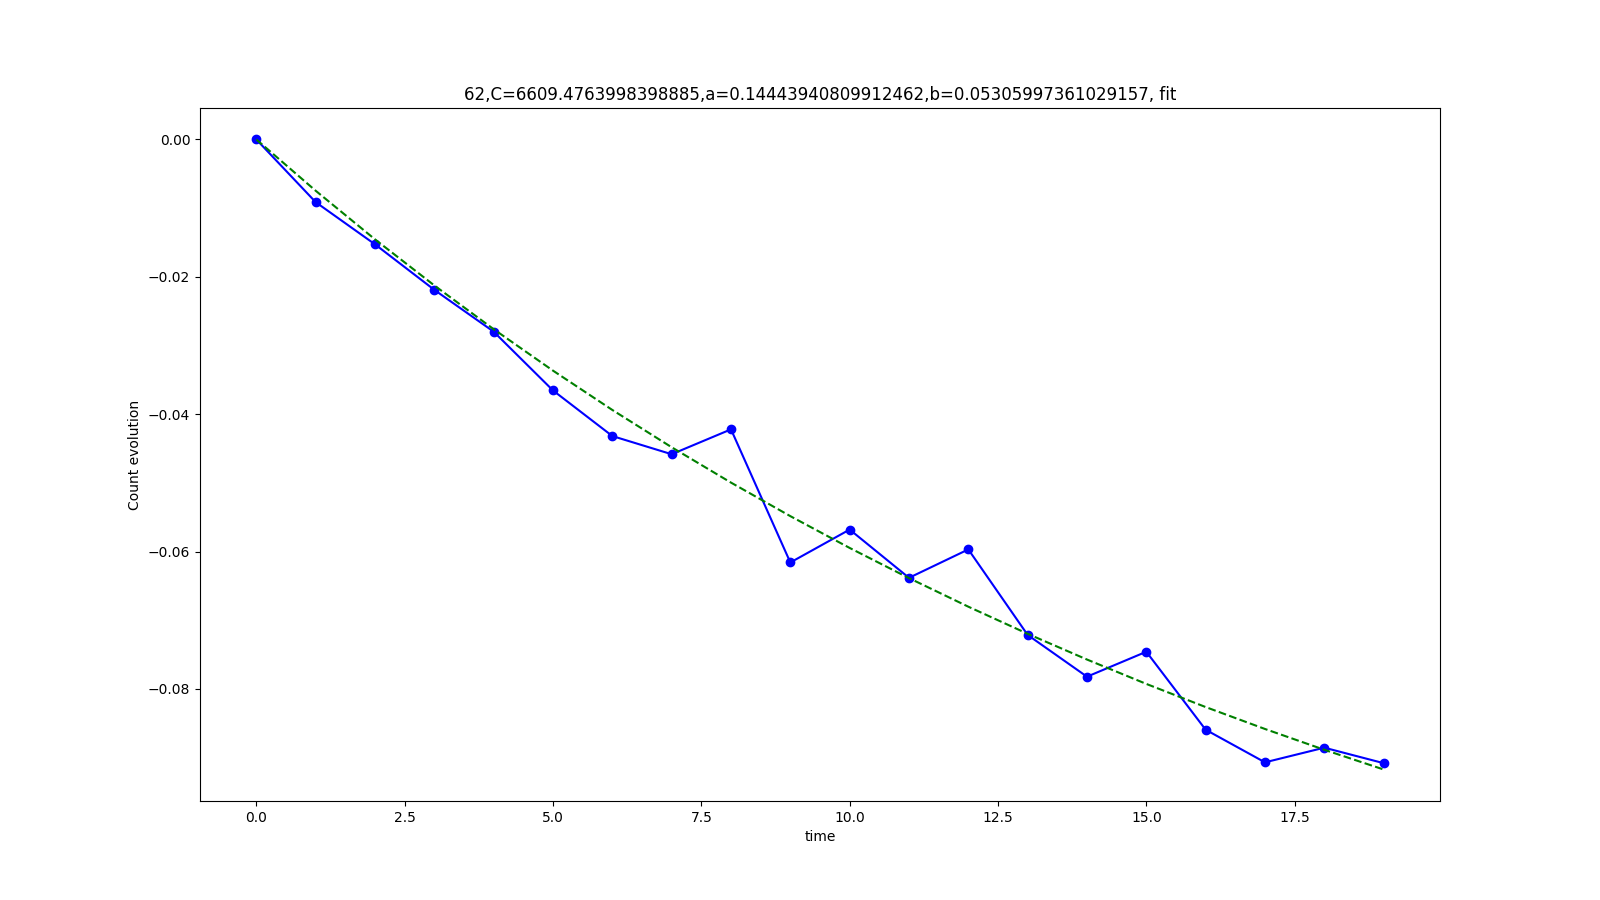 62,C=6609.4763998398885,a=0.14443940809912462,b=0.05305997361029157, fit
0.00
−0.02
−0.04
−0.06
−0.08
Count evolution
0.0 2.5 5.0 7.5 10.0 12.5 15.0 17.5
time